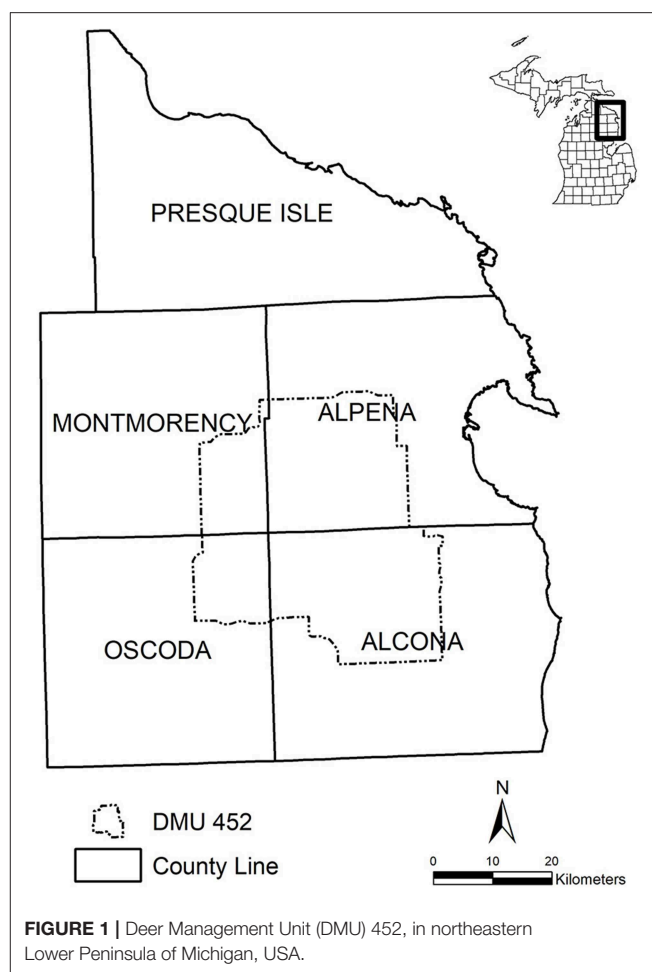 PRESQUE ISLE
MONTMORENCY
ALPENA
OSCODA
ALCONA
DMU 452
County Line
N
0 10 20
Kilometers
FIGURE 1 | Deer Management Unit (DMU) 452, in northeastern
Lower Peninsula of Michigan, USA.